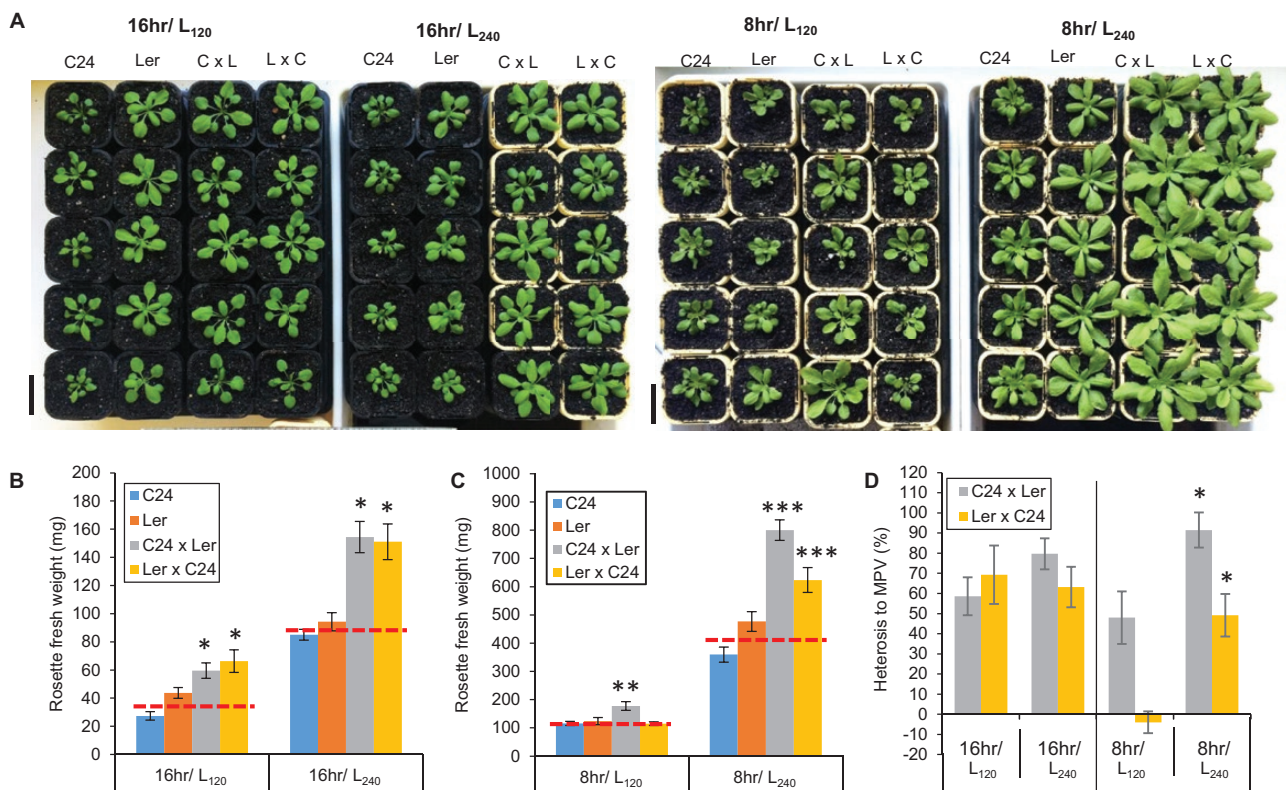 A
16hr/ L120
16hr/ L240
8hr/ L120
8hr/ L240
C24 Ler C x L L x C
C24 Ler C x L L x C
C24 Ler C x L L x C
C24 Ler C x L L x C
B
Rosette fresh weight (mg)
200
180
160
140
120
100
80
60
40
20
0
C24
Ler
C24 x Ler
Ler x C24
* *
* *
16hr/ L120
16hr/ L240
C
Rosette fresh weight (mg)
1000
900
800
700
600
500
400
300
200
100
0
C24
Ler
C24 x Ler
Ler x C24
**
***
***
8hr/ L120
8hr/ L240
D
Heterosis to MPV (%)
120
110
100
90
80
70
60
50
40
30
20
10
0
-10
-20
C24 x Ler
Ler x C24
*
*
16hr/
L120
16hr/
L240
8hr/
L120
8hr/
L240